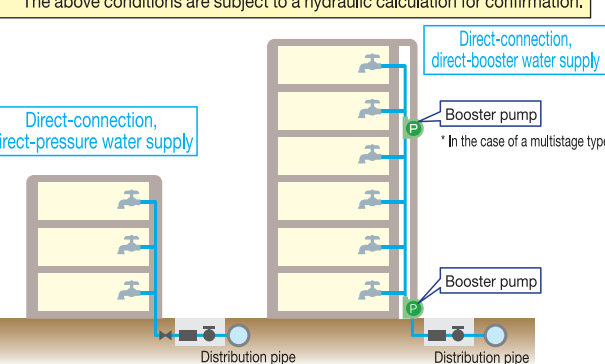 The above conditions are subject to a hydraulic calculation for confirmation.
Direct-connection,
direct-booster water supply
Booster pump
P
* In the case of a multistage type
Direct-connection,
irect-pressure water supply
Booster pump
P
Distribution pipe
Distribution pipe